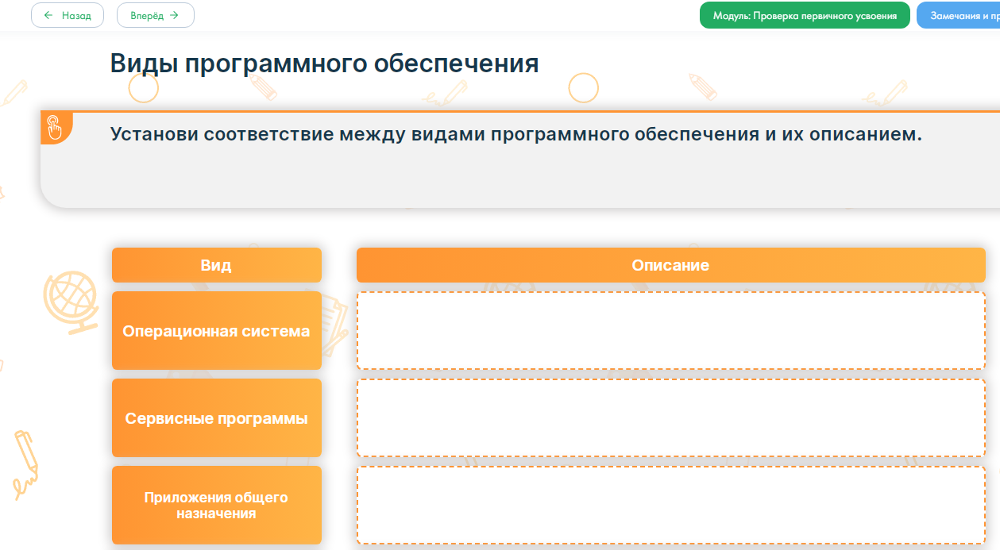 Назад
Вперёд
Модуль: Проверка первичного усвоения
Замечания и
Виды программного обеспечения
Установи соответствие между видами программного обеспечения и их описанием.
Вид
Описание
Операционная система
Сервисные программы
Приложения общего
назначения